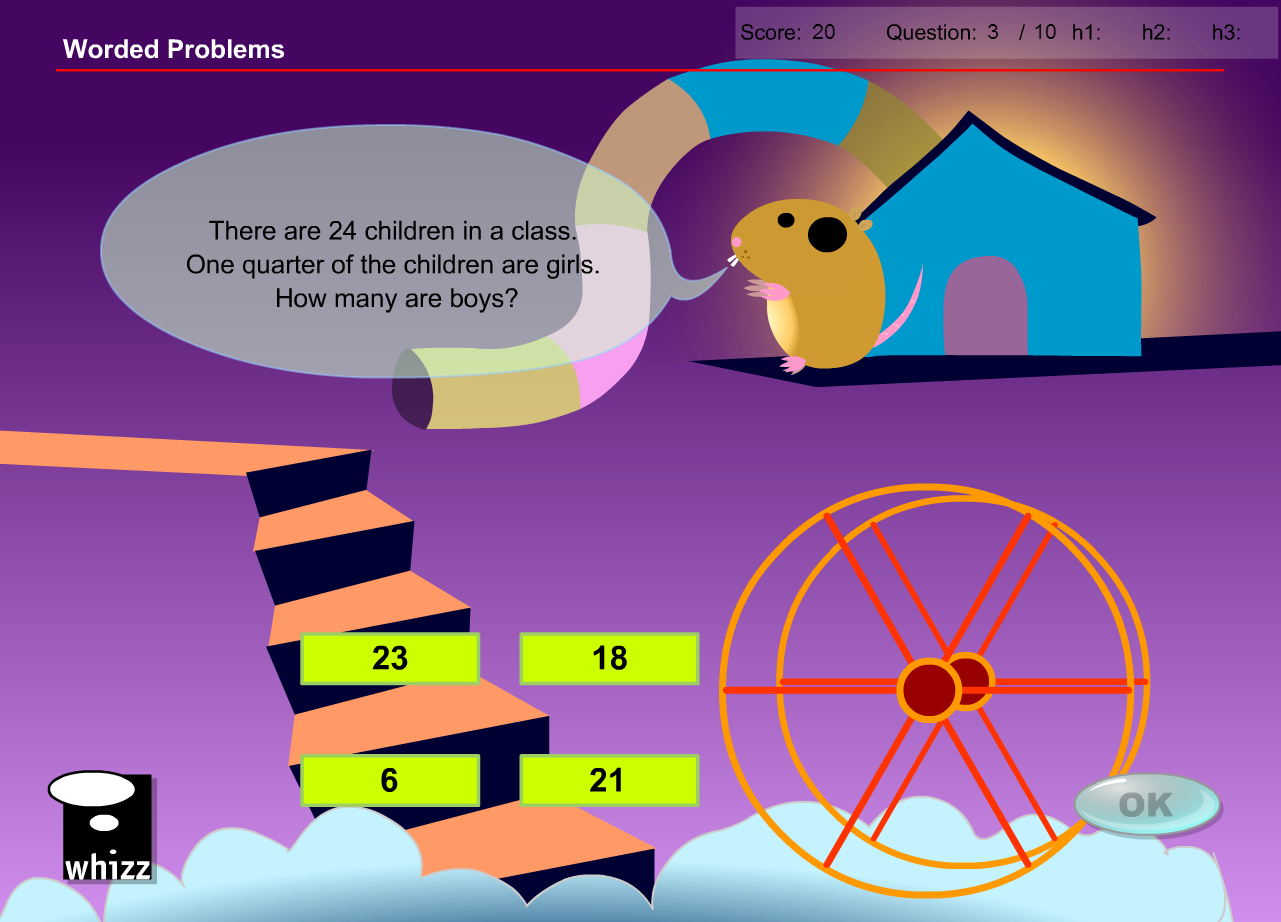 Worded Problems
Score: 20 Question: 3 / 10 h1: h2: h3:
There are 24 children in a class.
One quarter of the children are girls.
How many are boys?
23
18
6
21
OK
whizz